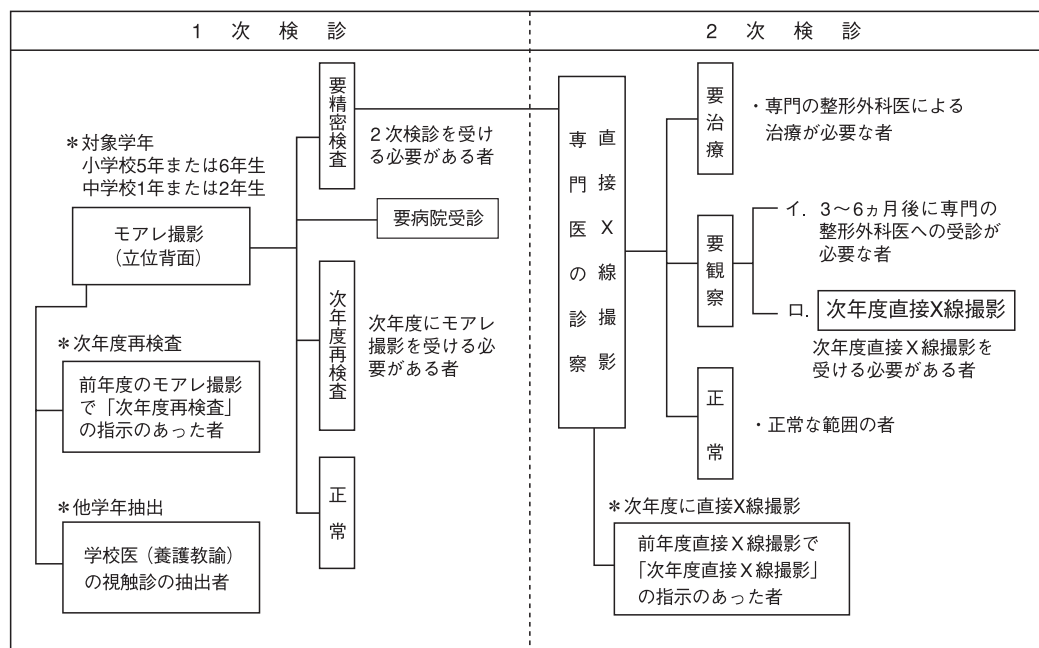 1 次 検 診
＊対象学年
小学校5年または6年生
中学校1年または2年生
モアレ撮影
（立位背面）
＊次年度再検査
前年度のモアレ撮影
で「次年度再検査」
の指示のあった者
＊他学年抽出
学校医（養護教諭）
の視触診の抽出者
要精密検査
2次検診を受け
る必要がある者
要病院受診
次年度再検査
次年度にモアレ
撮影を受ける必
要がある者
正常
2 次 検 診
直接X線撮影
専門医の診察
要治療
・専門の整形外科医による
治療が必要な者
要観察
イ．3～6ヵ月後に専門の
整形外科医への受診が
必要な者
ロ．次年度直接X線撮影
次年度直接X線撮影を
受ける必要がある者
正常
・正常な範囲の者
＊次年度に直接X線撮影
前年度直接X線撮影で
「次年度直接X線撮影」
の指示のあった者